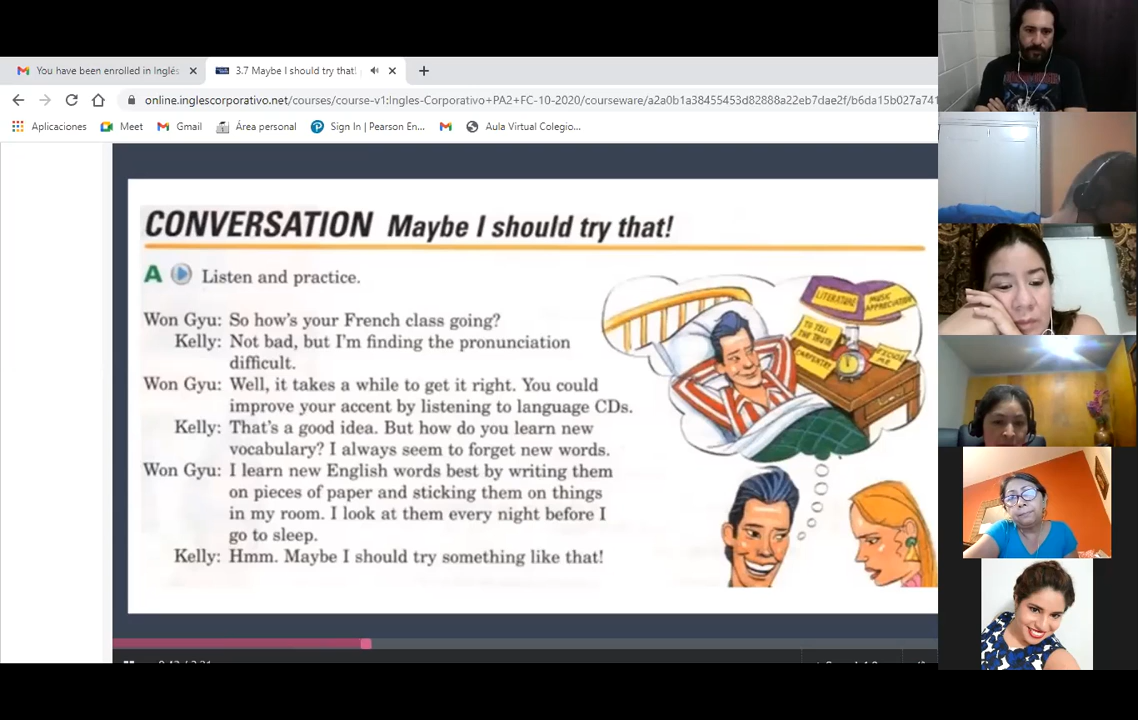 You have been enrolled in Inglés
3.7 Maybe I should try that!
online.inglescorporativo.net/courses/course-v1:Ingles-Corporativo+PA2+FC-10-2020/courseware/a2a0b1a38455453d82888a22eb7dae2f/b6da15b027a741
Aplicaciones
Meet
Gmail
Área personal
Sign In | Pearson En...
Aula Virtual Colegio...
CONVERSATION Maybe I should try that!
A Listen and practice.
Won Gyu: So how's your French class going?
Kelly: Not bad, but I'm finding the pronunciation
difficult.
Won Gyu: Well, it takes a while to get it right. You could
improve your accent by listening to language CDs.
Kelly: That's a good idea. But how do you learn new
vocabulary? I always seem to forget new words.
Won Gyu: I learn new English words best by writing them
on pieces of paper and sticking them on things
in my room. I look at them every night before I
go to sleep.
Kelly: Hmm. Maybe I should try something like that!
LITERATURE
MUSIC
APPRECIATION
TO TELL
THE TRUTH
CARPENTRY
EXCUSE
ME